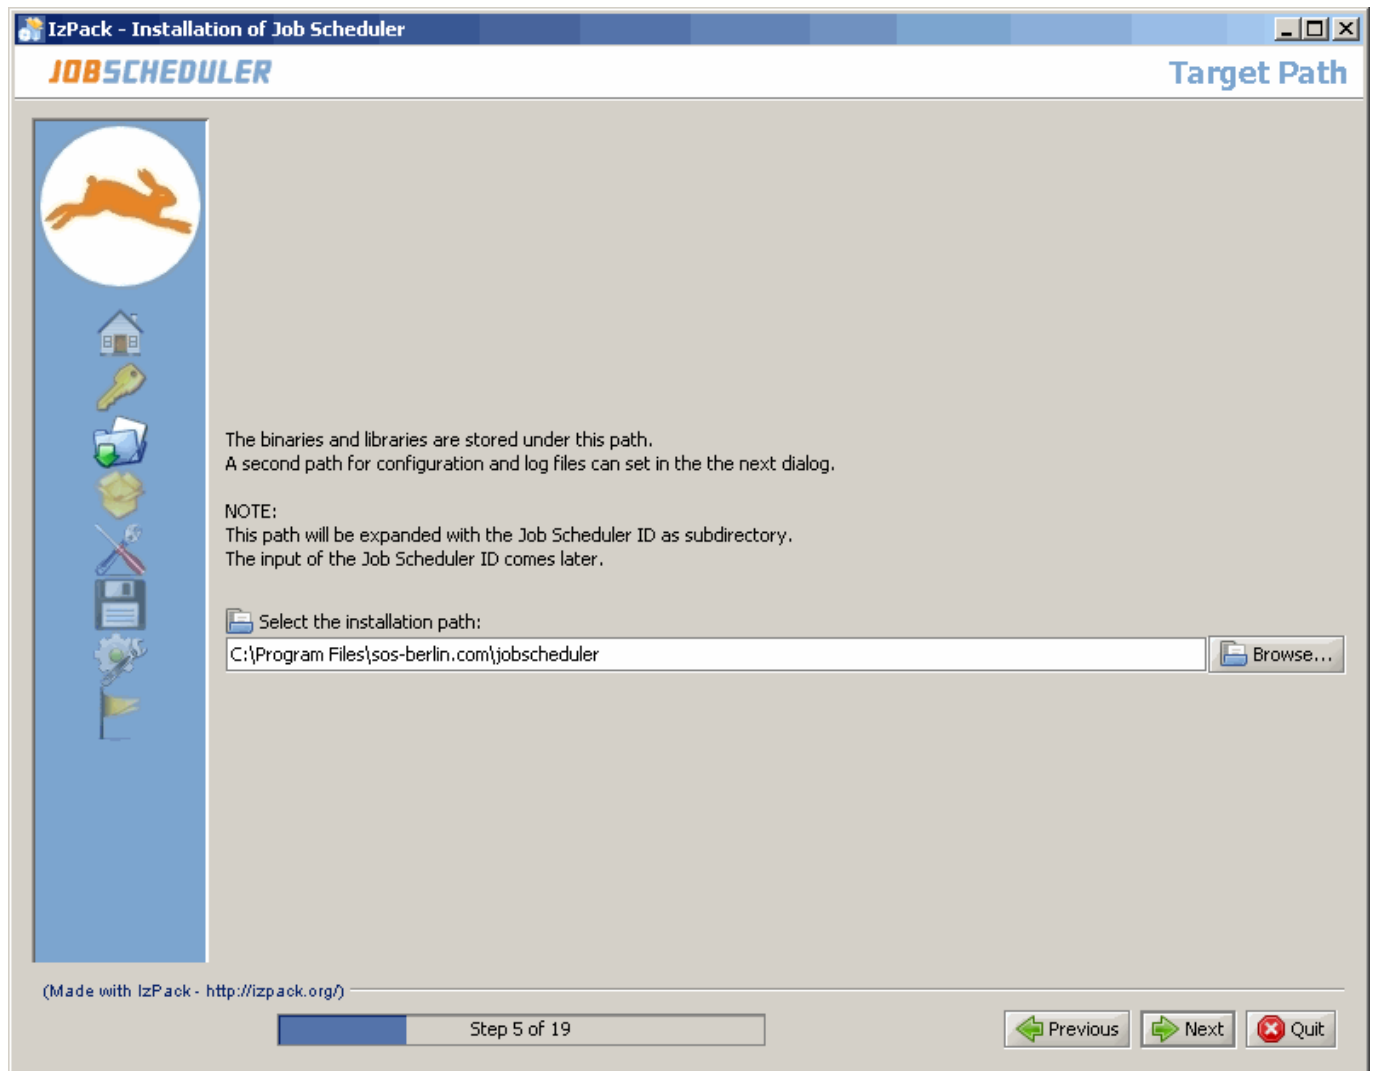 IzPack - Installation of Job Scheduler
JOBSCHEDULER
Target Path
The binaries and libraries are stored under this path.
A second path for configuration and log files can set in the the next dialog.
NOTE:
This path will be expanded with the Job Scheduler ID as subdirectory.
The input of the Job Scheduler ID comes later.
Select the installation path:
C:\Program Files\sos-berlin.com\jobscheduler
Browse...
(Made with IzPack - http://izpack.org/)
Step 5 of 19
Previous
Next
Quit